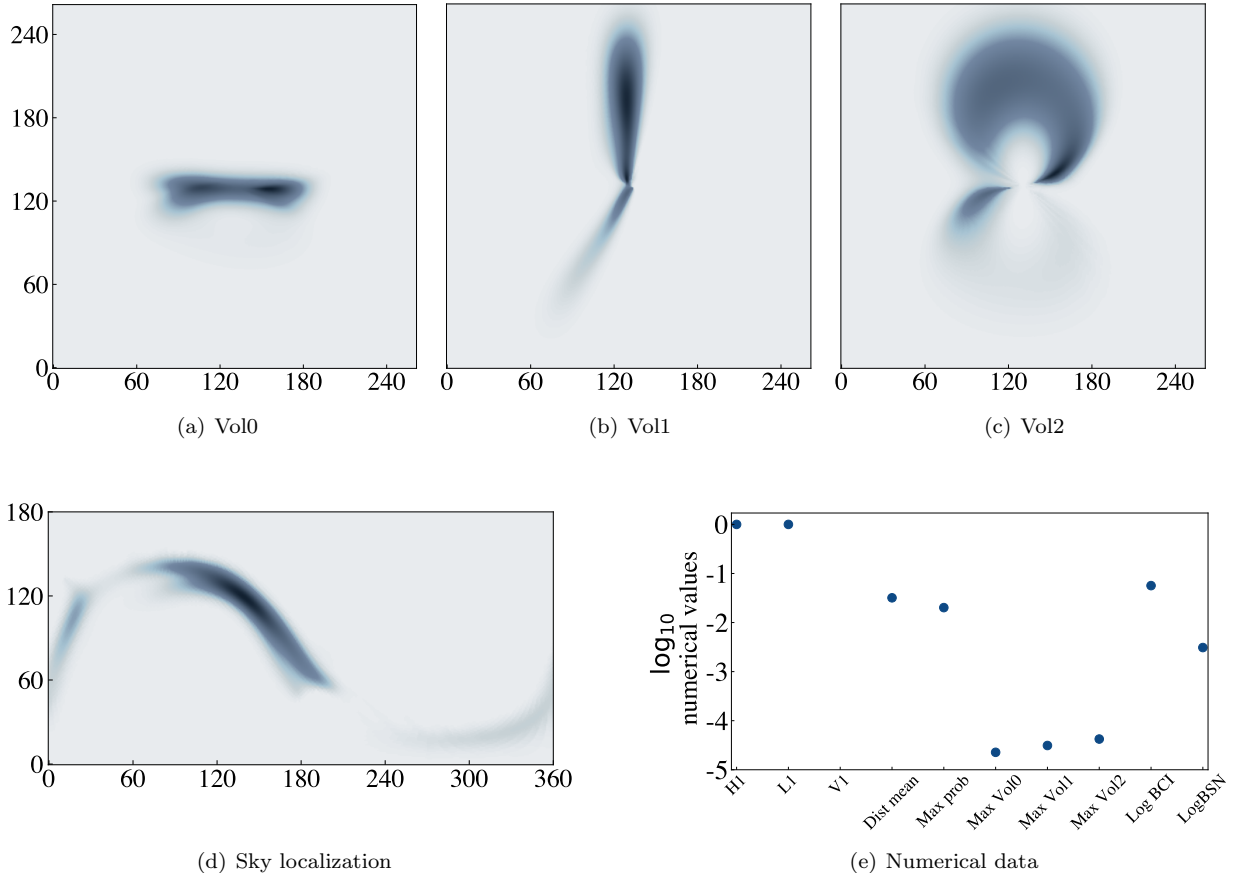 240
180
120
60
0
0 60 120 180 240
0 60 120 180 240
0 60 120 180 240
(a) Vol0
(b) Vol1
(c) Vol2
180
120
60
0
0 60 120 180 240 300 360
(d) Sky localization
log10
numerical values
0
-1
-2
-3
-4
-5
H1
L1
V1
Dist mean
Max prob
Max Vol0
Max Vol1
Max Vol2
Log BCI
LogBSN
(e) Numerical data